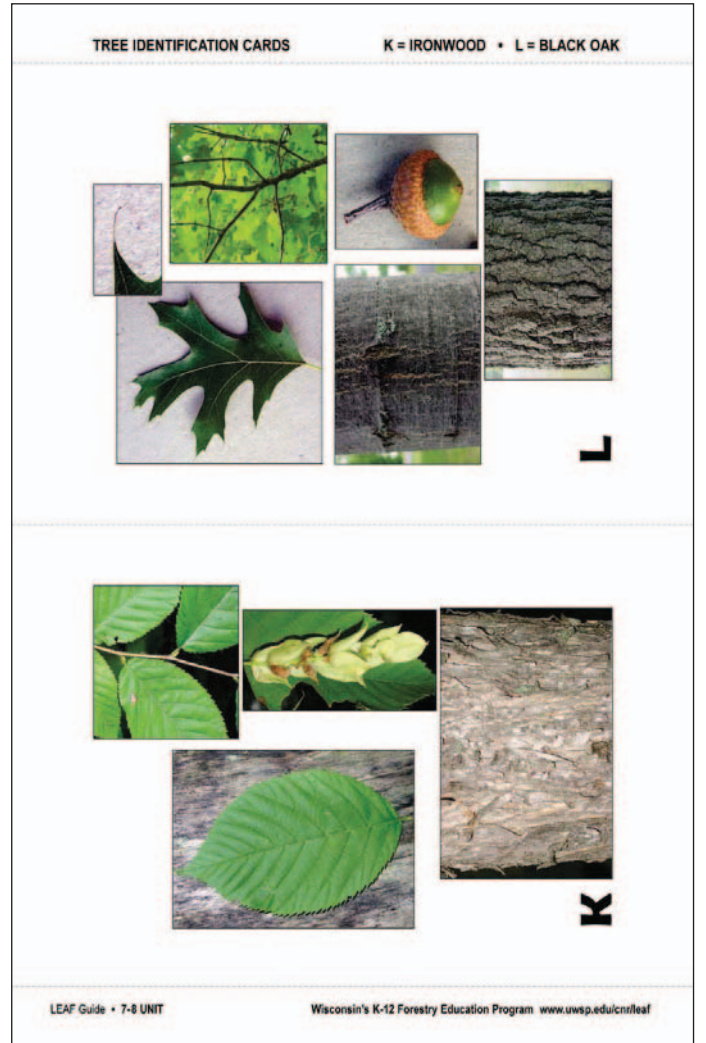 TREE IDENTIFICATION CARDS K = IRONWOOD • L = BLACK OAK
L
K
LEAF Guide • 7-8 UNIT Wisconsin's K-12 Forestry Education Program www.uwsp.edu/cnr/leaf